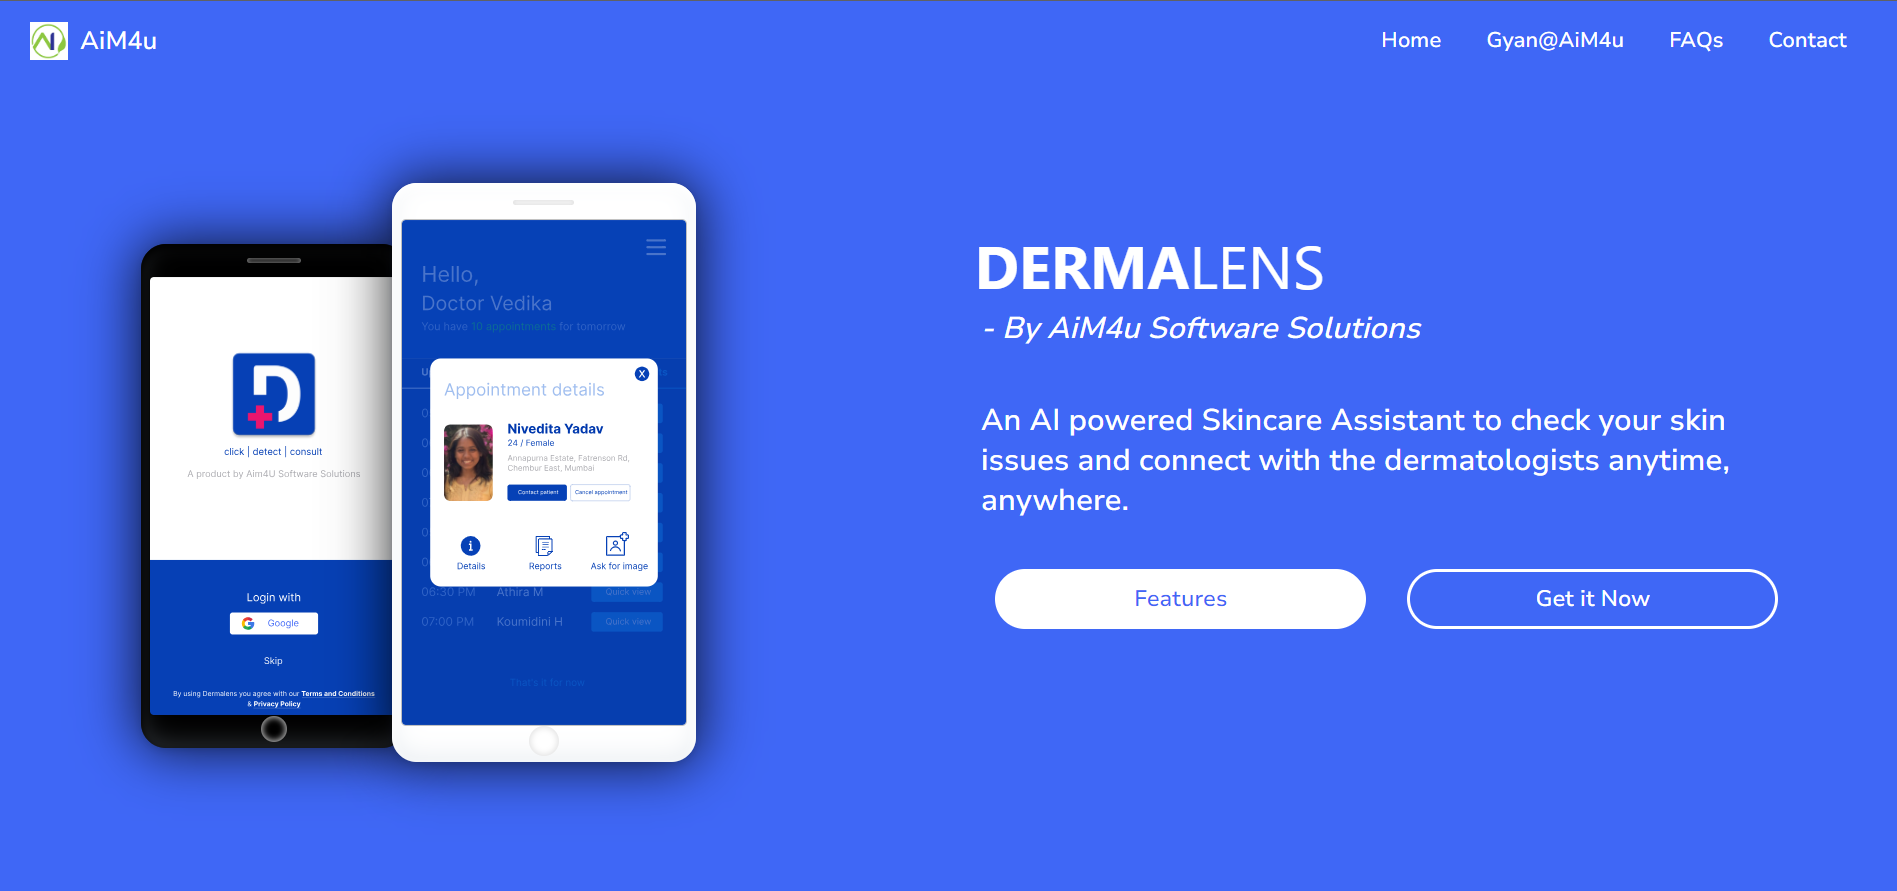 AiM4u
Home
Gyan@AiM4u
FAQs
Contact
click | detect | consult
A product by Aim4U Software Solutions
Login with
Google
Skip
By using Dermalens you agree with our Terms and Conditions
& Privacy Policy
Hello,
Doctor Vedika
You have 10 appointments for tomorrow
Appointment details
X
Nivedita Yadav
24 / Female
Annapurna Estate, Fatrenson Rd,
Chembur East, Mumbai
Contact patient
Cancel appointment
Details
Reports
Ask for image
06:30 PM Athira M Quick view
07:00 PM Koumidini H Quick view
That's it for now
DERMALENS
- By AiM4u Software Solutions
An AI powered Skincare Assistant to check your skin
issues and connect with the dermatologists anytime,
anywhere.
Features
Get it Now